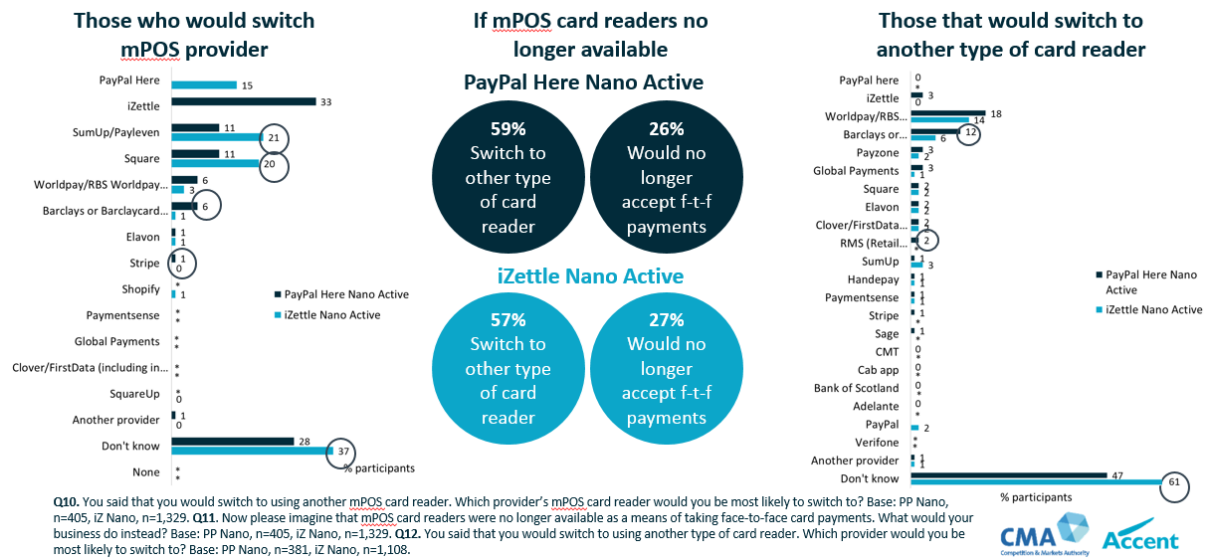 Those who would switch
mPOS provider
PayPal Here
15
iZettle
33
SumUp/Payleven
11
21
Square
11
20
Worldpay/RBS Worldpay...
6
3
Barclays or Barclaycard...
6
1
Elavon
1
1
Stripe
1
0
Shopify
*
1
Paymentsense
*
*
Global Payments
*
*
Clover/FirstData (including in...
*
*
SquareUp
*
0
Another provider
1
0
Don't know
28
37
None
*
*
% participants
PayPal Here Nano Active
iZettle Nano Active
If mPOS card readers no
longer available
PayPal Here Nano Active
59%
Switch to
other type
of card
reader
26%
Would no
longer
accept f-t-f
payments
iZettle Nano Active
57%
Switch to
other type
of card
reader
27%
Would no
longer
accept f-t-f
payments
Those that would switch to
another type of card reader
PayPal here
0
*
iZettle
3
0
Worldpay/RBS...
18
14
Barclays or...
12
6
Payzone
3
2
Global Payments
3
1
Square
2
2
Elavon
2
2
Clover/FirstData...
2
2
RMS (Retail...
2
*
SumUp
1
3
Handepay
1
1
Paymentsense
1
1
Stripe
1
*
Sage
1
*
CMT
0
*
Cab app
0
*
Bank of Scotland
0
*
Adelante
0
*
PayPal
2
Verifone
*
*
Another provider
1
1
Don't know
47
61
% participants
PayPal Here Nano
Active
iZettle Nano Active
Q10. You said that you would switch to using another mPOS card reader. Which provider's mPOS card reader would you be most likely to switch to? Base: PP Nano,
n=405, iZ Nano, n=1,329. Q11. Now please imagine that mPOS card readers were no longer available as a means of taking face-to-face card payments. What would your
business do instead? Base: PP Nano, n=405, iZ Nano, n=1,329. Q12. You said that you would switch to using another type of card reader. Which provider would you be
most likely to switch to? Base: PP Nano, n=381, iZ Nano, n=1,108.
CMA
Competition & Markets Authority
Accent